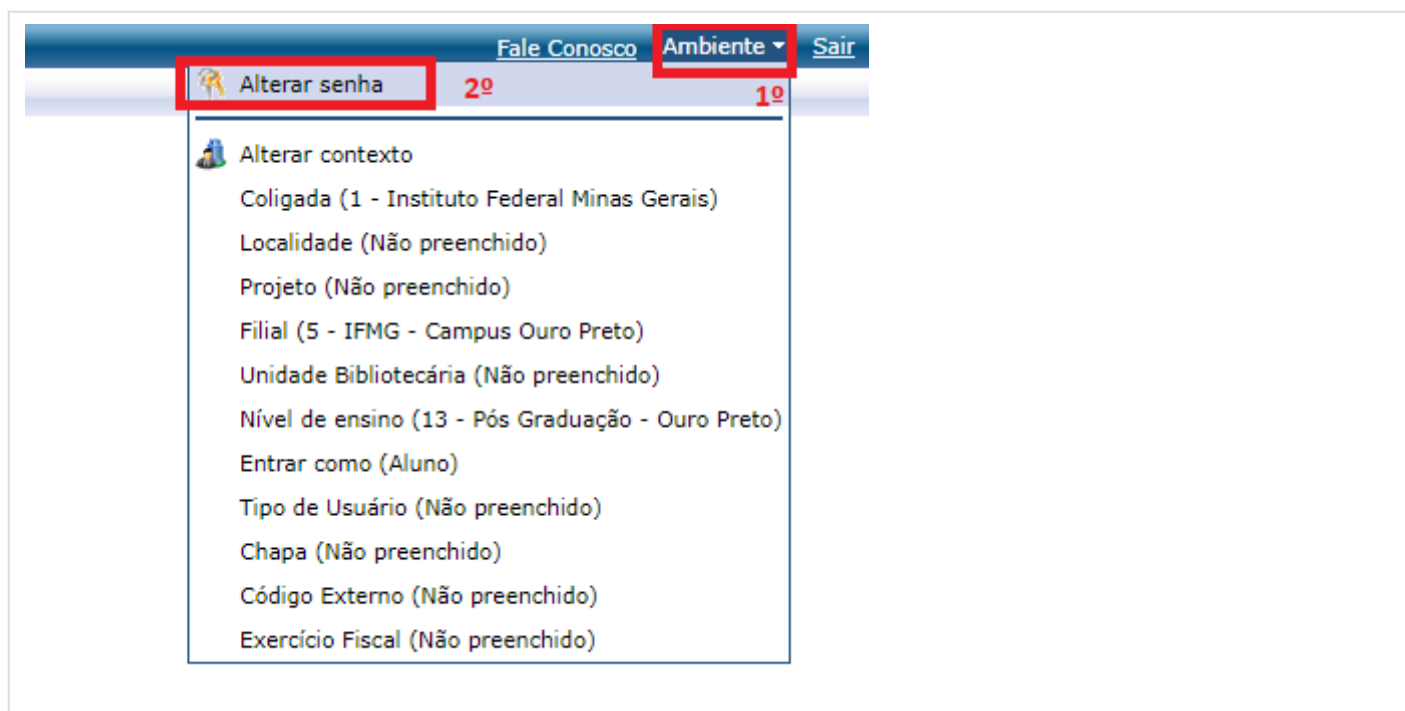 Fale Conosco Ambiente Sair
Alterar senha 2º 1º
Alterar contexto
Coligada (1 - Instituto Federal Minas Gerais)
Localidade (Não preenchido)
Projeto (Não preenchido)
Filial (5 - IFMG - Campus Ouro Preto)
Unidade Bibliotecária (Não preenchido)
Nível de ensino (13 - Pós Graduação - Ouro Preto)
Entrar como (Aluno)
Tipo de Usuário (Não preenchido)
Chapa (Não preenchido)
Código Externo (Não preenchido)
Exercício Fiscal (Não preenchido)